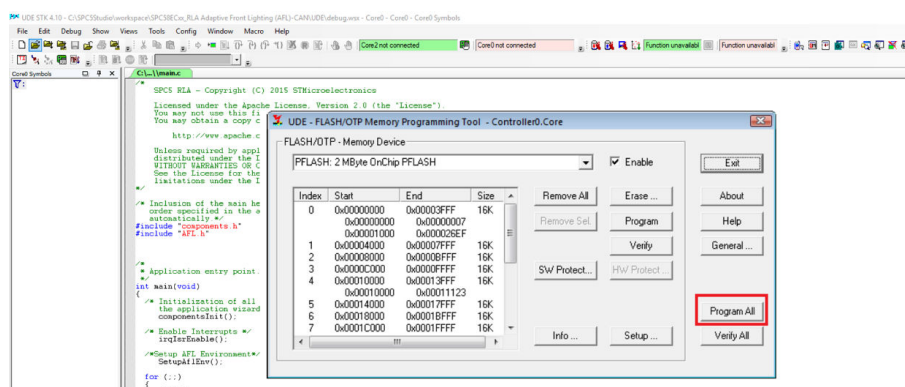 UDE STK 4.10 - C:\SPC5Studio\workspace\SPC58ECxx_RLA Adaptive Front Lighting (AFL)-CAN\UDE\debug.wsx - Core0 - Core0 - Core0 Symbols
File Edit Debug Show Views Tools Config Window Macro Help
Core2 not connected Core0 not connected Function unavailabl Function unavailabl
Core0 Symbols
C:\...\main.c
/*
SPC5 RLA - Copyright (C) 2015 STMicroelectronics
Licensed under the Apache License, Version 2.0 (the "License").
You may not use this fi
You may obtain a copy o
http://www.apache.c
Unless required by appl
distributed under the L
WITHOUT WARRANTIES OR C
See the License for the
limitations under the L
*/
/* Inclusion of the main he
order specified in the a
automatically */
#include "components.h"
#include "AFL.h"
/*
* Application entry point.
*/
int main(void)
{
/* Initialization of all
the application wizard
componentsInit();
/* Enable Interrupts */
irqIsrEnable();
/*Setup AFL Environment*/
SetupAflEnv();
for (;;)
{
UDE - FLASH/OTP Memory Programming Tool - Controller0.Core
FLASH/OTP - Memory Device
PFLASH: 2 MByte OnChip PFLASH
Enable
Exit
Index Start End Size
0 0x00000000 0x00003FFF 16K
0x00000000 0x00000007
0x00001000 0x000026EF
1 0x00004000 0x00007FFF 16K
2 0x00008000 0x0000BFFF 16K
3 0x0000C000 0x0000FFFF 16K
4 0x00010000 0x00013FFF 16K
0x00010000 0x00011123
5 0x00014000 0x00017FFF 16K
6 0x00018000 0x0001BFFF 16K
7 0x0001C000 0x0001FFFF 16K
Remove All Erase ... About
Remove Sel. Program Help
Verify General ...
SW Protect... HW Protect ...
Program All
Info ... Setup ... Verify All